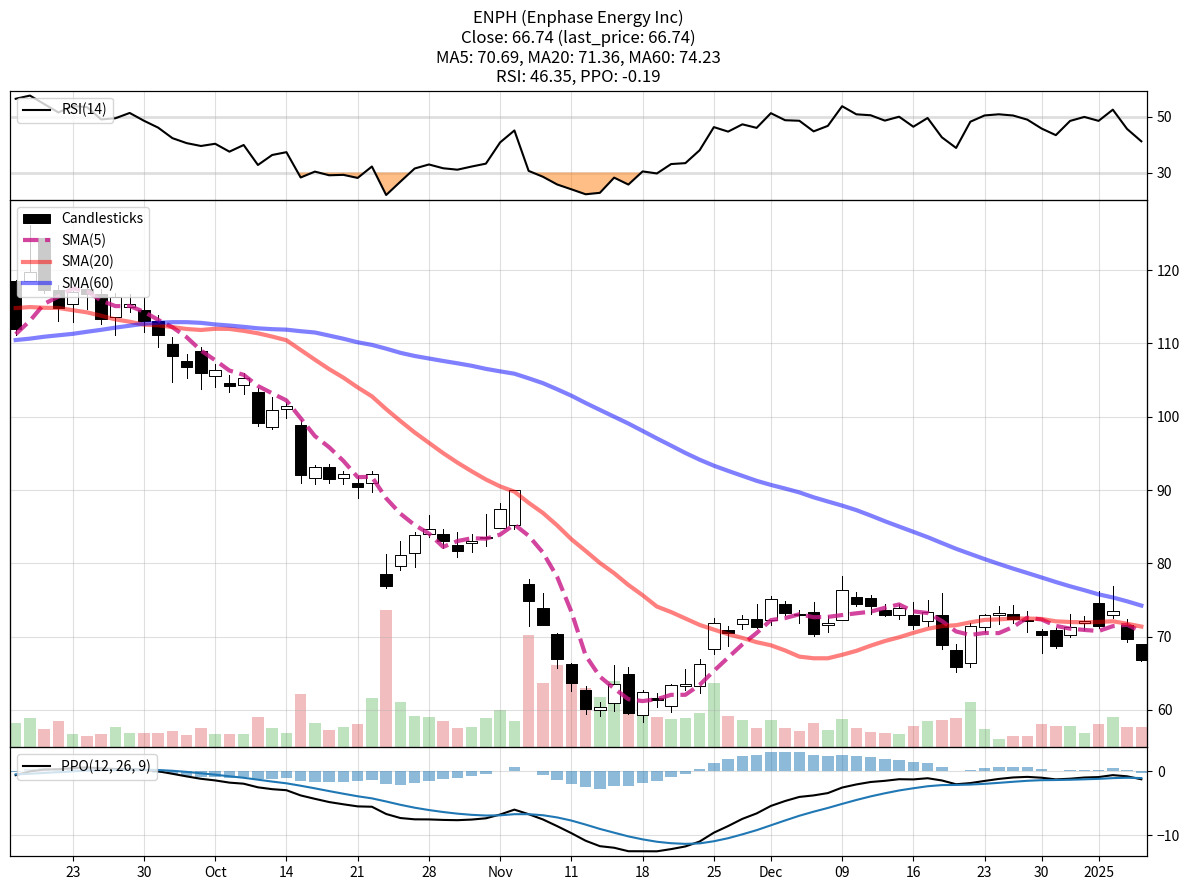 ENPH (Enphase Energy Inc)
Close: 66.74 (last_price: 66.74)
MA5: 70.69, MA20: 71.36, MA60: 74.23
RSI: 46.35, PPO: -0.19
RSI(14)
50
30
Candlesticks
SMA(5)
SMA(20)
SMA(60)
120
110
100
90
80
70
60
PPO(12, 26, 9)
0
−10
23 30 Oct 14 21 28 Nov 11 18 25 Dec 09 16 23 30 2025